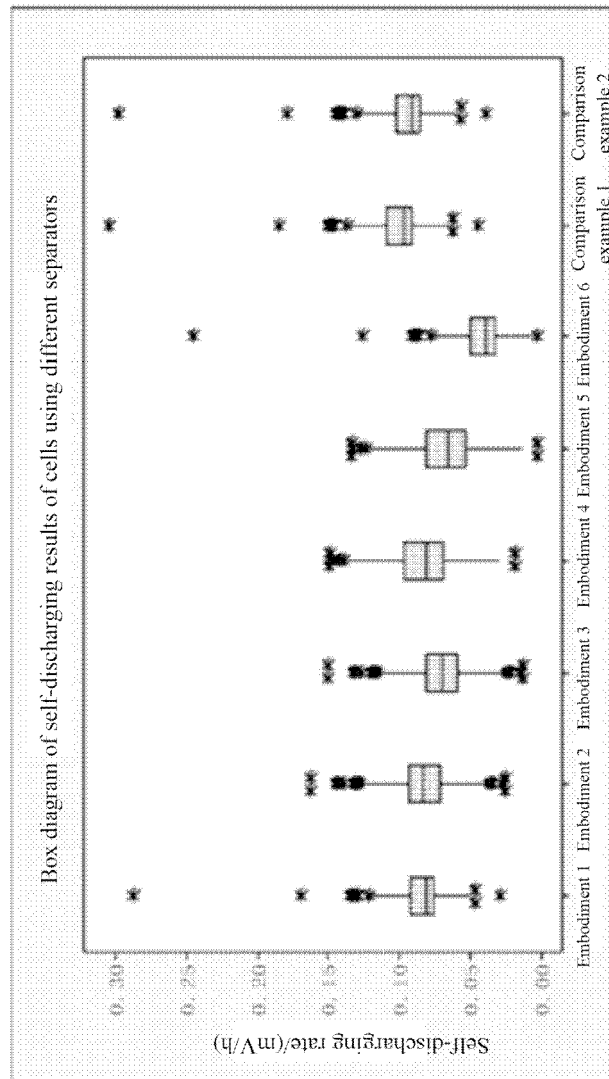 Box diagram of self-discharging results of cells using different separators
Self-discharging rate/(mV/h)
0.30
0.25
0.20
0.15
0.10
0.05
0.00
Embodiment 1
Embodiment 2
Embodiment 3
Embodiment 4
Embodiment 5
Embodiment 6
Comparison
example 1
Comparison
example 2